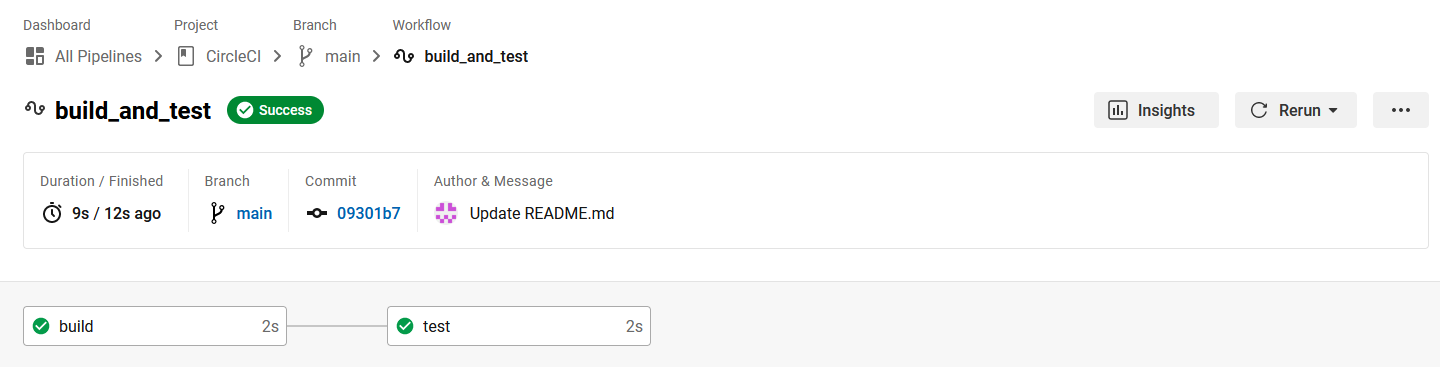 Dashboard Project Branch Workflow
All Pipelines CircleCI main build_and_test
build_and_test Success Insights Rerun
Duration / Finished Branch Commit Author & Message
9s / 12s ago main 09301b7 Update README.md
build 2s test 2s